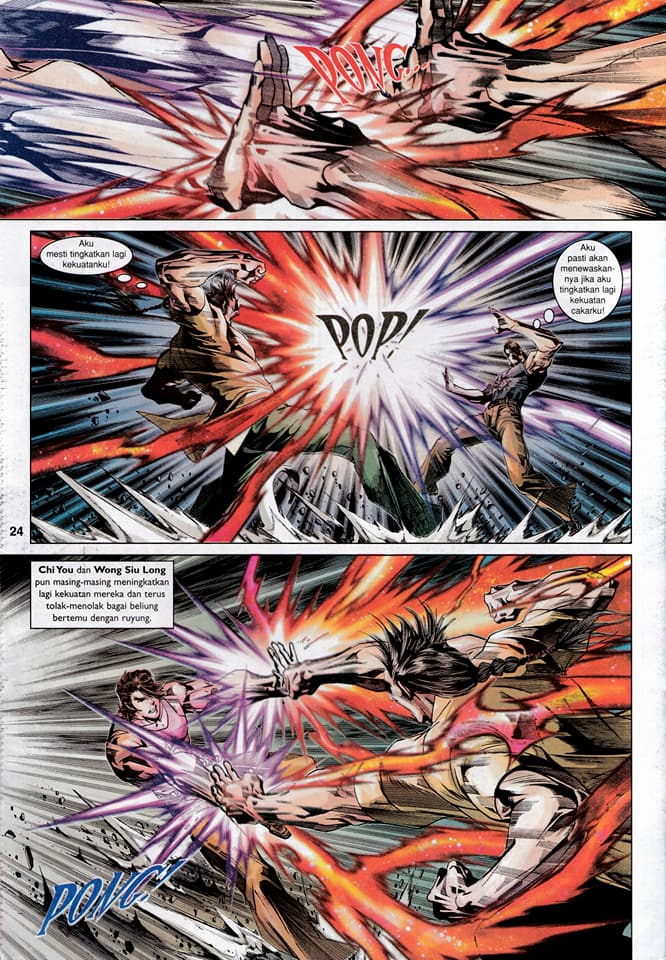 PONG...
Aku
mesti tingkatkan lagi
kekuatanku!
POP!
Aku
pasti akan
menewaskan-
nya jika aku
tingkatkan lagi
kekuatan
cakarku!
24
Chi You dan Wong Siu Long
pun masing-masing meningkatkan
lagi kekuatan mereka dan terus
tolak-menolak bagai beliung
bertemu dengan ruyung.
PONG!